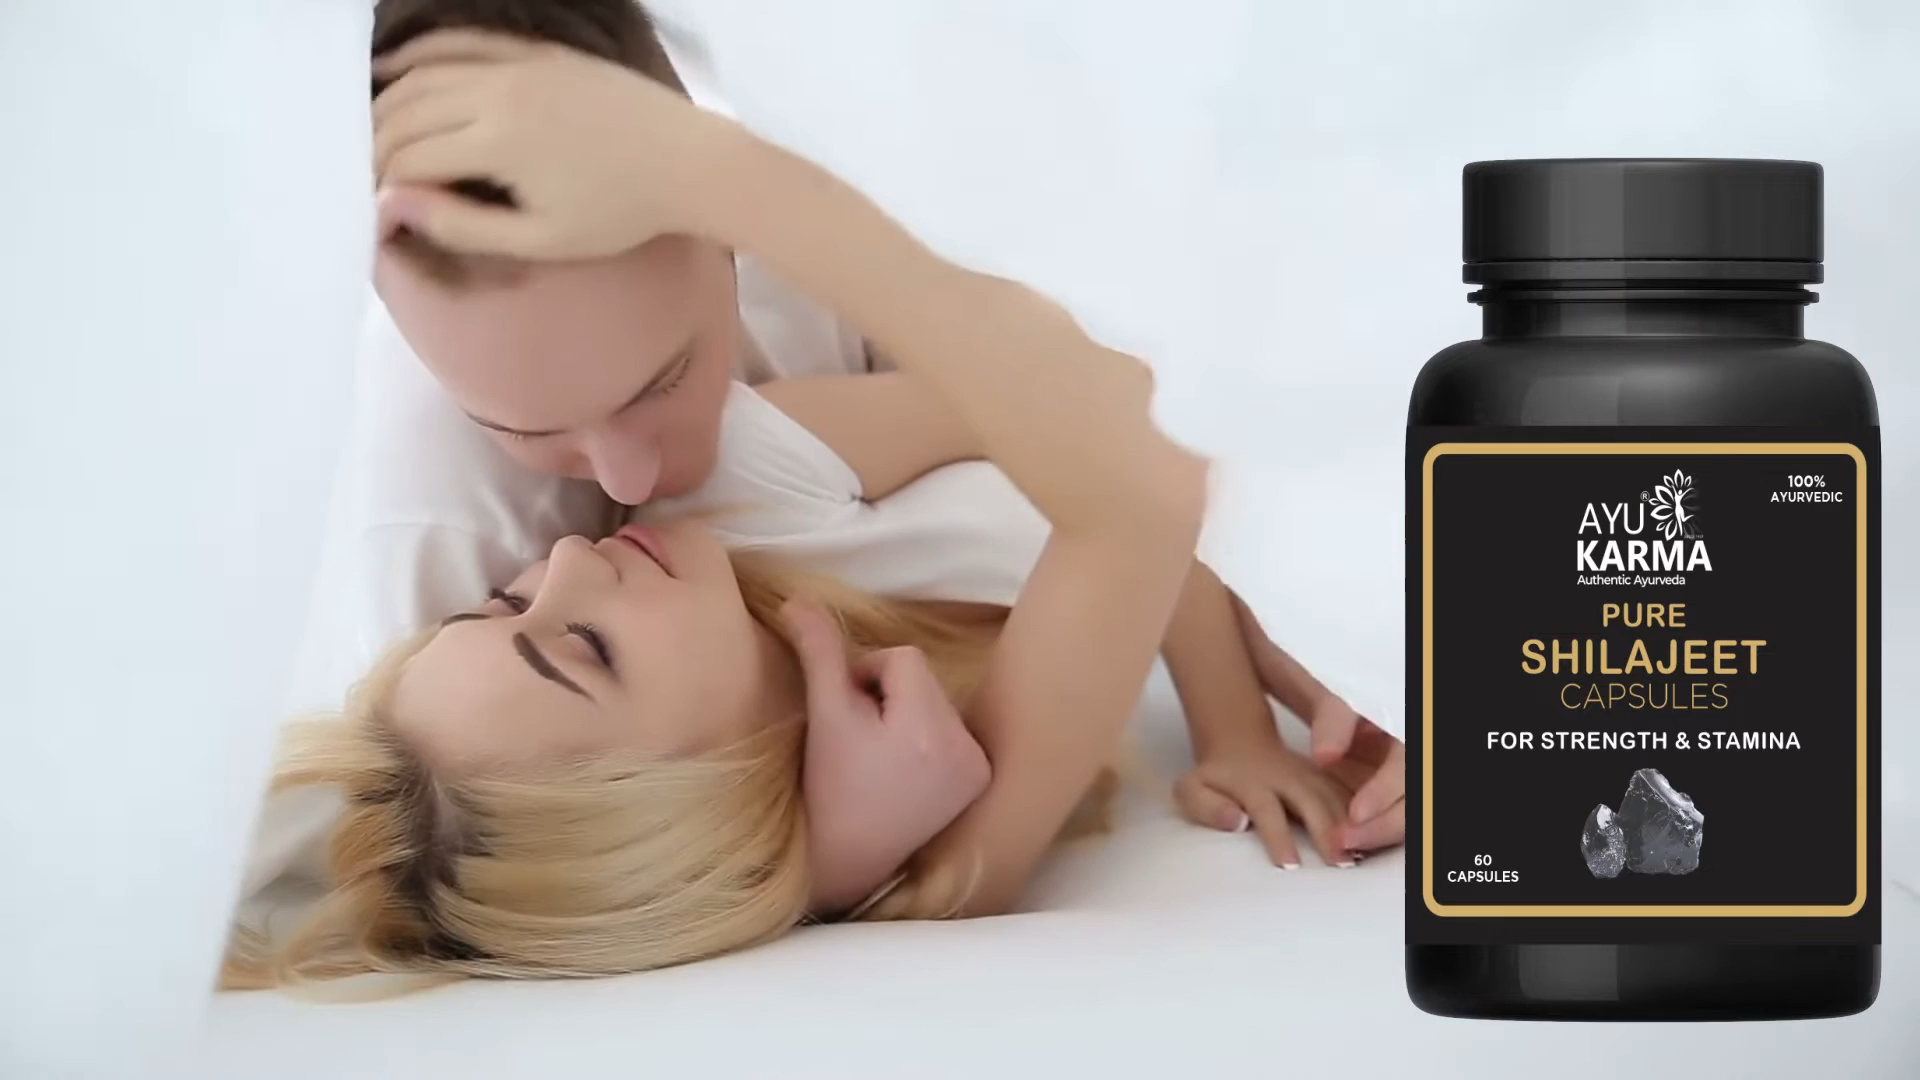 100%
AYURVEDIC
AYU®
KARMA
Authentic Ayurveda
PURE
SHILAJEET
CAPSULES
FOR STRENGTH & STAMINA
60
CAPSULES